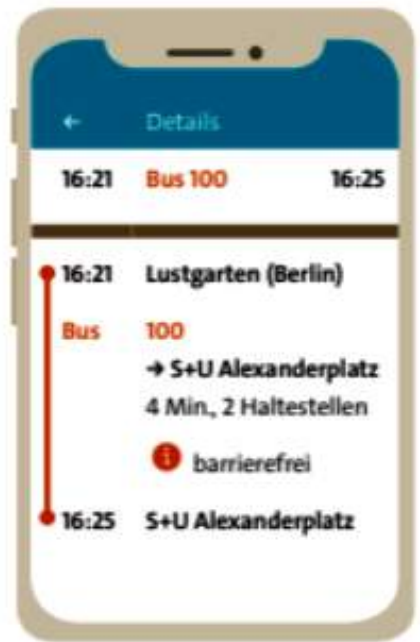 ← Details
16:21 Bus 100 16:25
16:21 Lustgarten (Berlin)
Bus 100
→ S+U Alexanderplatz
4 Min., 2 Haltestellen
i barrierefrei
16:25 S+U Alexanderplatz